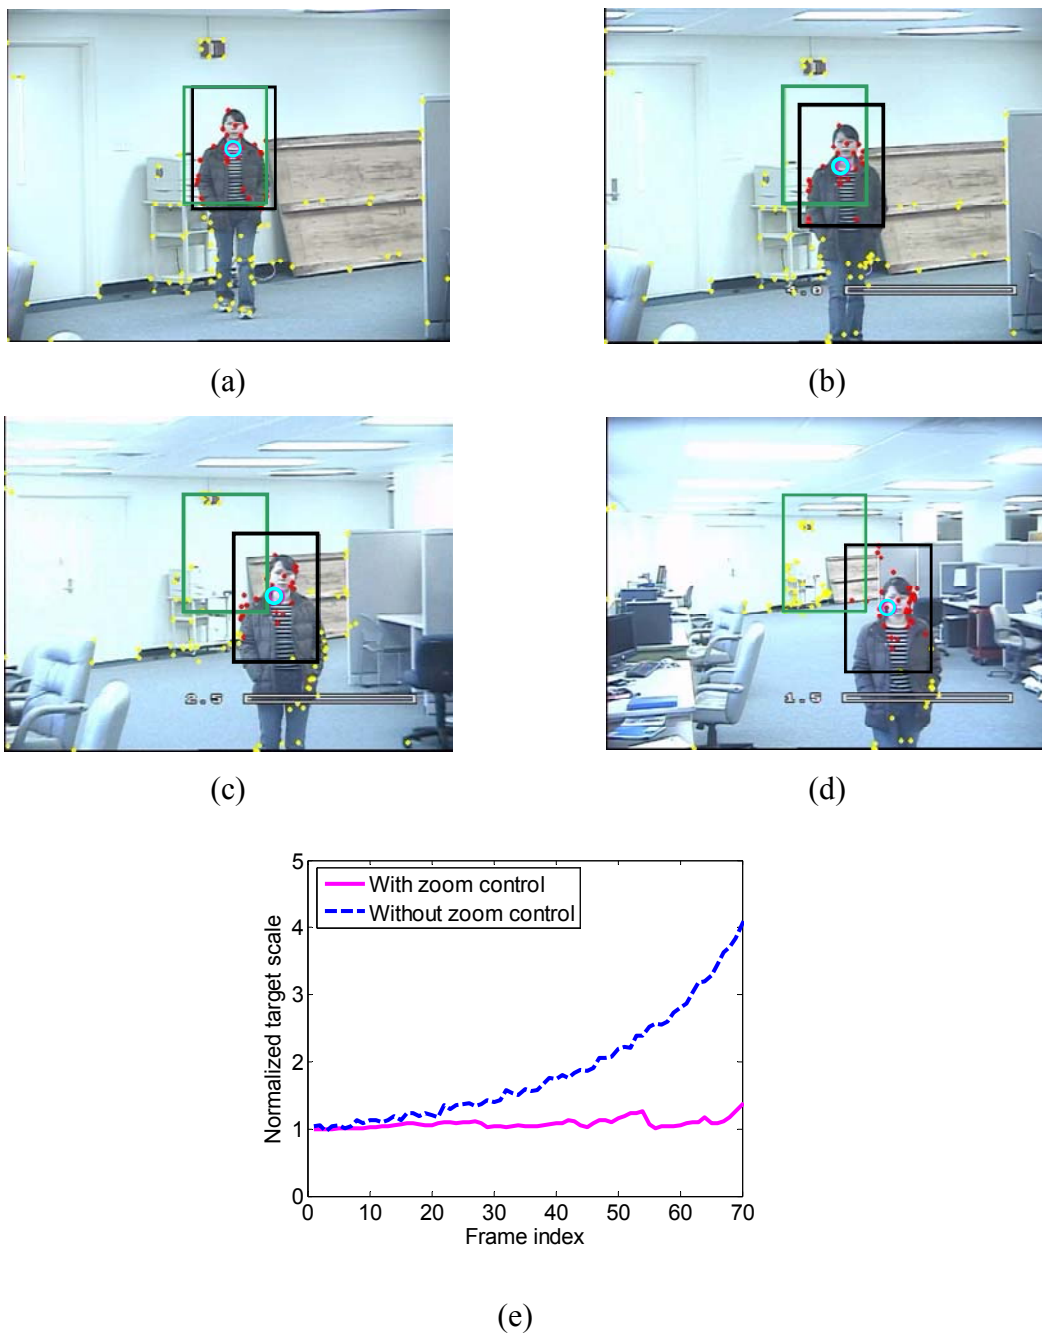 (a)
(b)
2.5
1.5
(c)
(d)
5
4
3
2
1
0
With zoom control
Without zoom control
Normalized target scale
0 10 20 30 40 50 60 70
Frame index
(e)